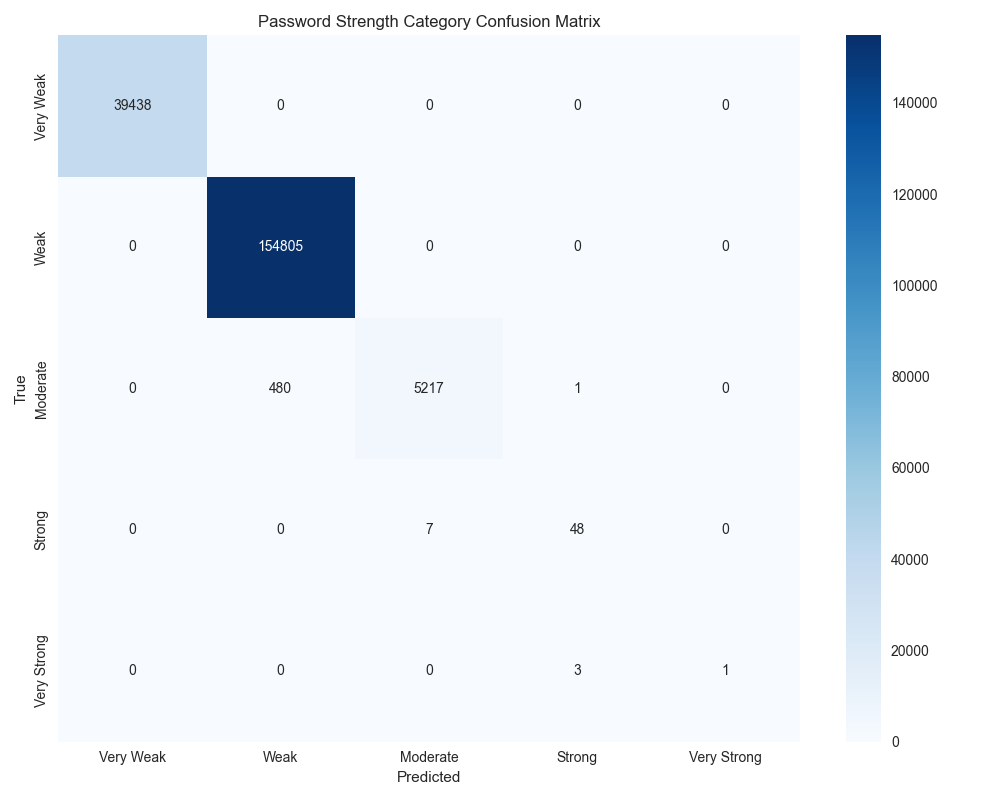 Password Strength Category Confusion Matrix
True
Very Weak
39438 0 0 0 0
Weak
0 154805 0 0 0
Moderate
0 480 5217 1 0
Strong
0 0 7 48 0
Very Strong
0 0 0 3 1
Very Weak Weak Moderate Strong Very Strong
Predicted
140000
120000
100000
80000
60000
40000
20000
0